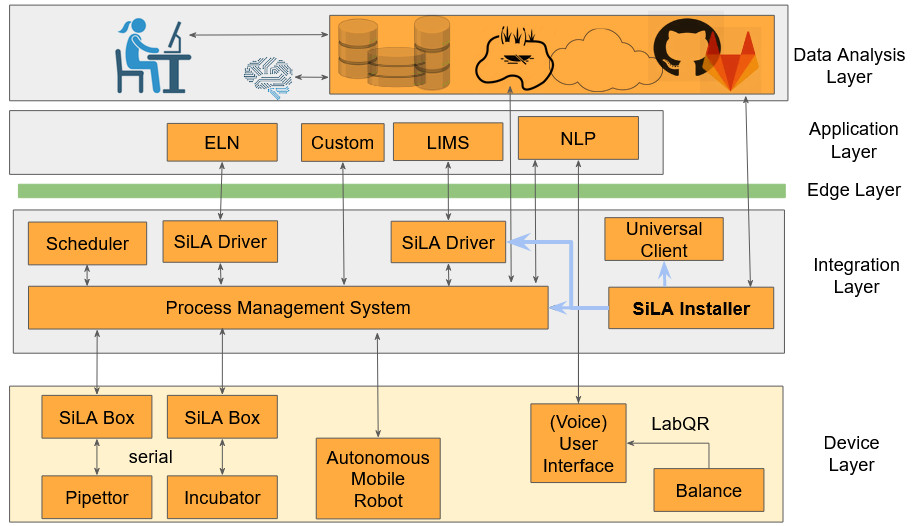 Data Analysis
Layer
ELN
Custom
LIMS
NLP
Application
Layer
Edge Layer
Scheduler
SiLA Driver
SiLA Driver
Universal
Client
Process Management System
SiLA Installer
Integration
Layer
SiLA Box
SiLA Box
serial
Pipettor
Incubator
Autonomous
Mobile
Robot
(Voice)
User
Interface
LabQR
Balance
Device
Layer